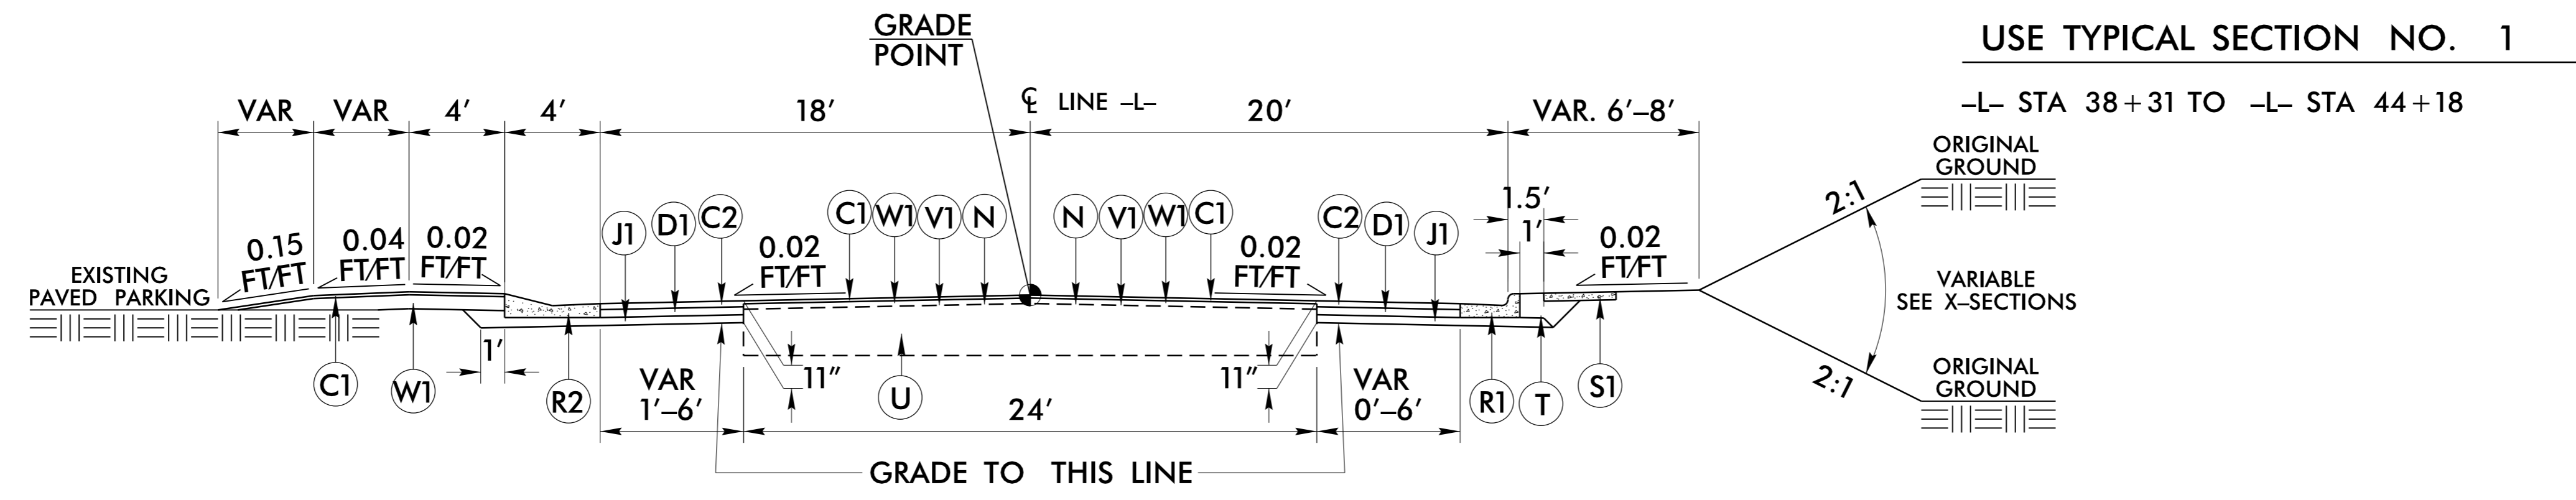 GRADE
POINT
USE TYPICAL SECTION NO. 1
VAR VAR 4' 4' 18' ℄ LINE –L– 20' VAR. 6'–8'
–L– STA 38+31 TO –L– STA 44+18
ORIGINAL
GROUND
J1 D1 C2 C1 W1 V1 N N V1 W1 C1 C2 D1 J1
1.5'
1'
2:1
0.15
FT/FT
0.04
FT/FT
0.02
FT/FT
0.02
FT/FT
0.02
FT/FT
0.02
FT/FT
EXISTING
PAVED PARKING
VARIABLE
SEE X–SECTIONS
1'
C1 W1 R2
VAR
1'–6'
11"
U
24'
11"
VAR
0'–6'
R1 T S1
2:1
ORIGINAL
GROUND
GRADE TO THIS LINE